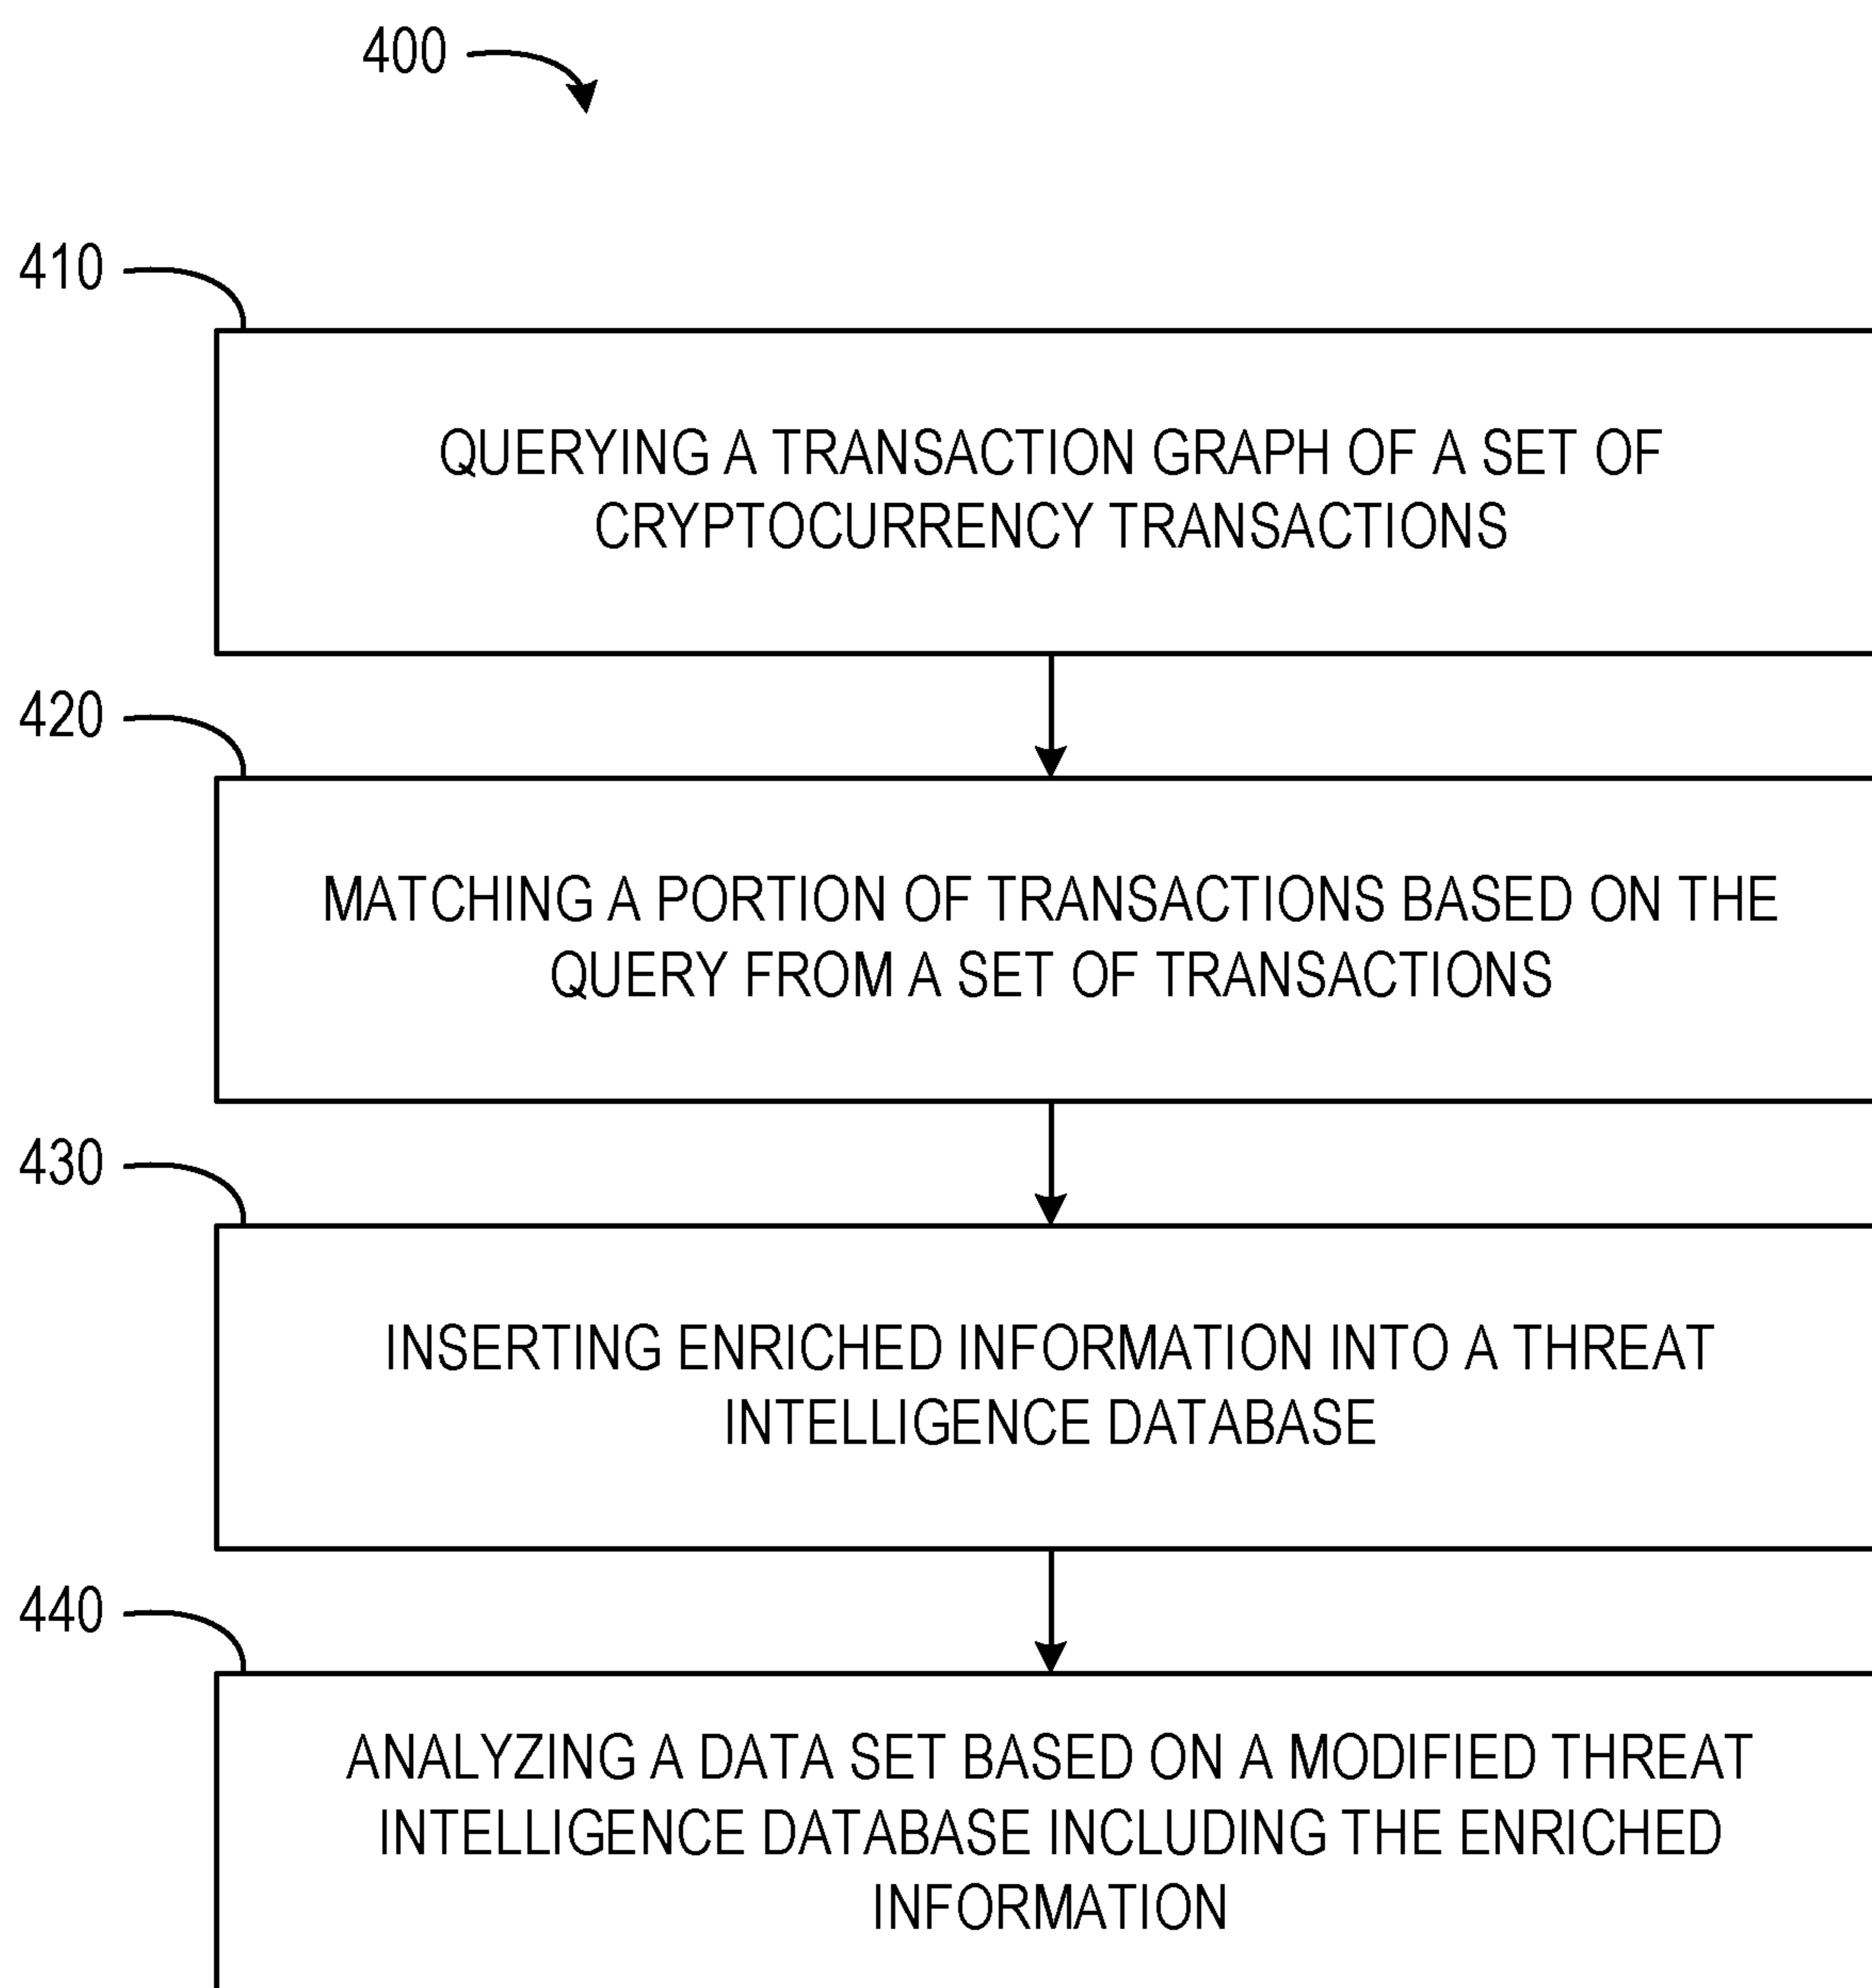 400
410
QUERYING A TRANSACTION GRAPH OF A SET OF
CRYPTOCURRENCY TRANSACTIONS
420
MATCHING A PORTION OF TRANSACTIONS BASED ON THE
QUERY FROM A SET OF TRANSACTIONS
430
INSERTING ENRICHED INFORMATION INTO A THREAT
INTELLIGENCE DATABASE
440
ANALYZING A DATA SET BASED ON A MODIFIED THREAT
INTELLIGENCE DATABASE INCLUDING THE ENRICHED
INFORMATION